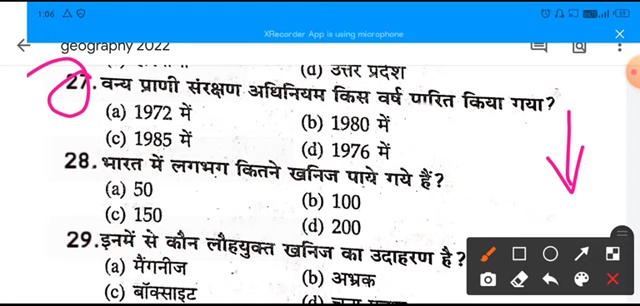 1:06
XRecorder App is using microphone
geography 2022
(d) उत्तर प्रदेश
27. वन्य प्राणी संरक्षण अधिनियम किस वर्ष पारित किया गया?
(a) 1972 में (b) 1980 में
(c) 1985 में (d) 1976 में
28. भारत में लगभग कितने खनिज पाये गये हैं?
(a) 50 (b) 100
(c) 150 (d) 200
29. इनमें से कौन लौहयुक्त खनिज का उदाहरण है?
(a) मैंगनीज (b) अभ्रक
(c) बॉक्साइट